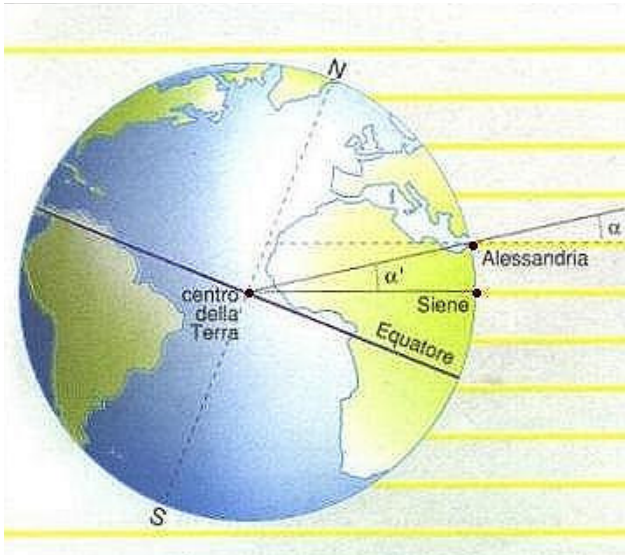 N
α
Alessandria
α'
centro
della
Terra
Siene
Equatore
S